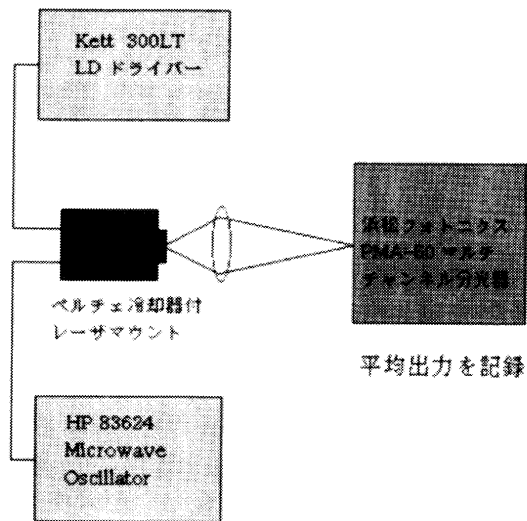 Kett 300LT
LD ドライバー
浜松フォトニクス
PMA-50 マルチ
チャンネル分光器
ペルチェ冷却器付
レーザマウント
平均出力を記録
HP 83624
Microwave
Oscillator